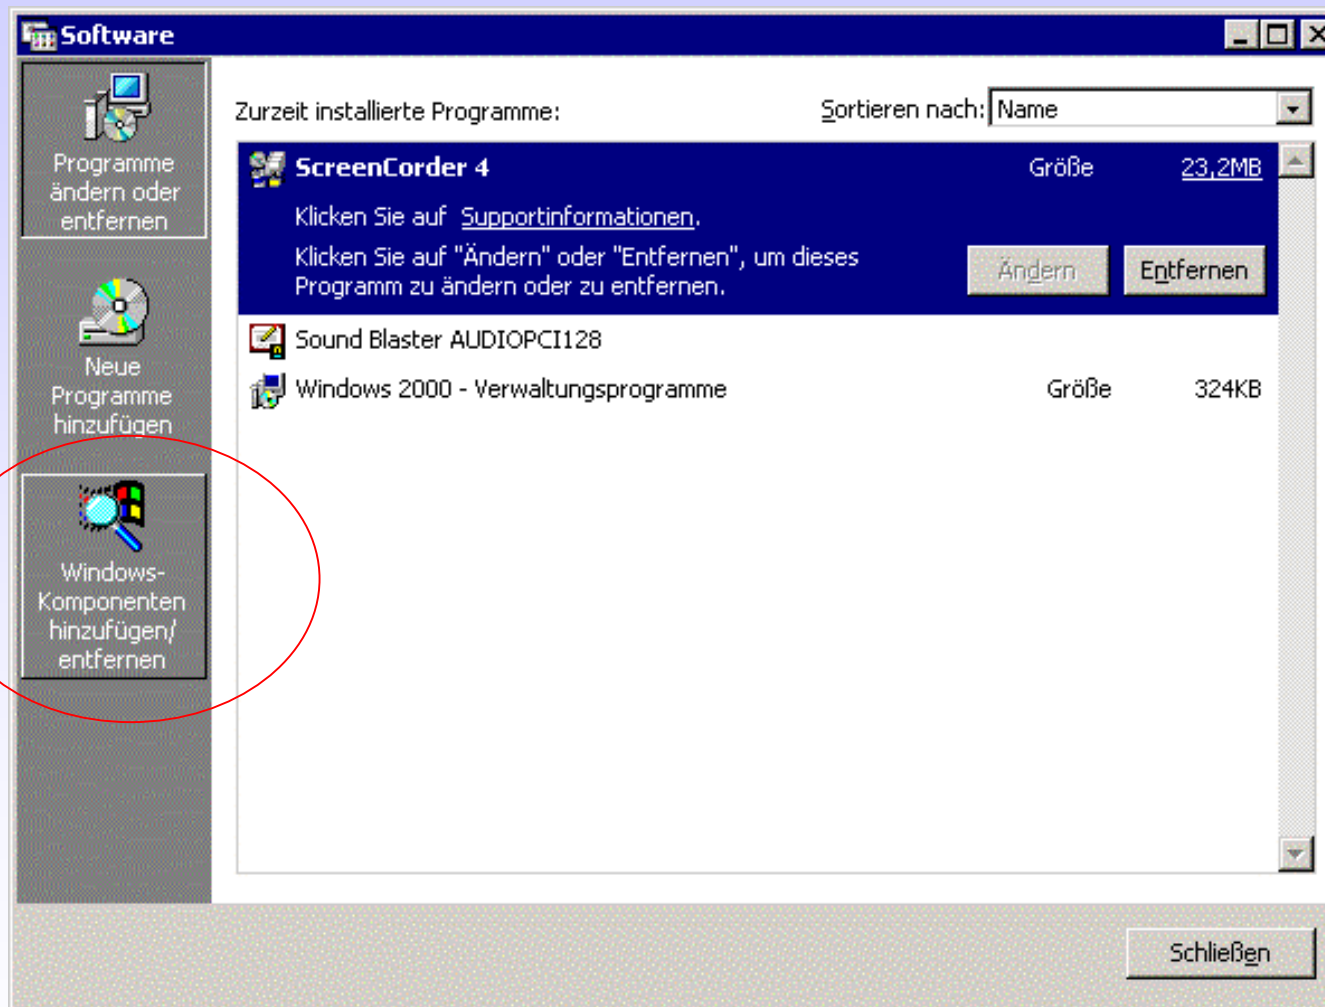 Software
Programme
ändern oder
entfernen
Neue
Programme
hinzufügen
Windows-
Komponenten
hinzufügen/
entfernen
Zurzeit installierte Programme:
Sortieren nach: Name
ScreenCorder 4 Größe 23,2MB
Klicken Sie auf Supportinformationen.
Klicken Sie auf "Ändern" oder "Entfernen", um dieses
Programm zu ändern oder zu entfernen.
Ändern Entfernen
Sound Blaster AUDIOPCI128
Windows 2000 - Verwaltungsprogramme Größe 324KB
Schließen